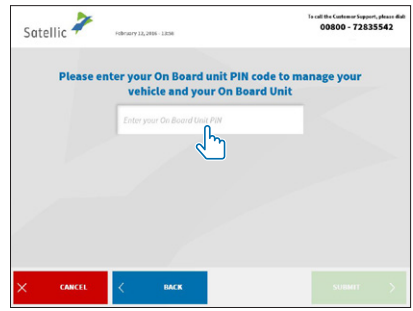 Satellic
February 12, 2016 - 13:58
To call the Customer Support, please dial:
00800 - 72835542
Please enter your On Board unit PIN code to manage your
vehicle and your On Board Unit
Enter your On Board Unit PIN
CANCEL
BACK
SUBMIT